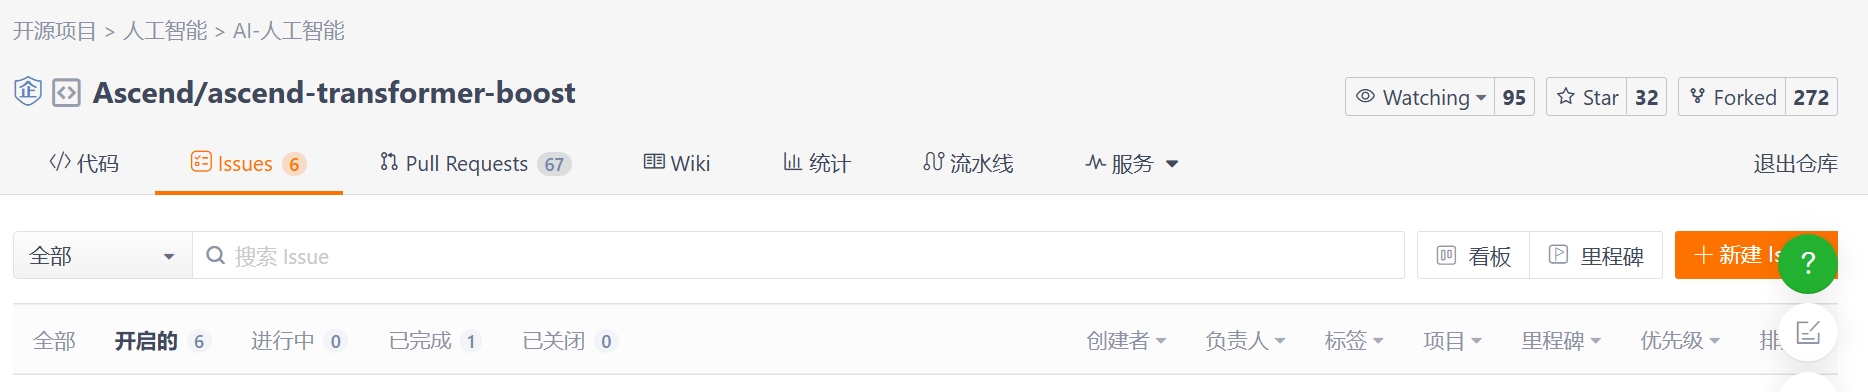 开源项目 > 人工智能 > AI-人工智能
企 Ascend/ascend-transformer-boost
Watching 95 Star 32 Forked 272
代码 Issues 6 Pull Requests 67 Wiki 统计 流水线 服务 退出仓库
全部 搜索 Issue 看板 里程碑 + 新建 Is ?
全部 开启的 6 进行中 0 已完成 1 已关闭 0 创建者 负责人 标签 项目 里程碑 优先级 排